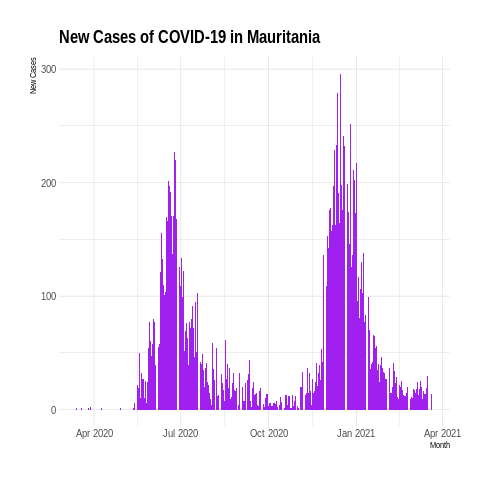 New Cases of COVID-19 in Mauritania
New Cases
300
200
100
0
Apr 2020 Jul 2020 Oct 2020 Jan 2021 Apr 2021
Month